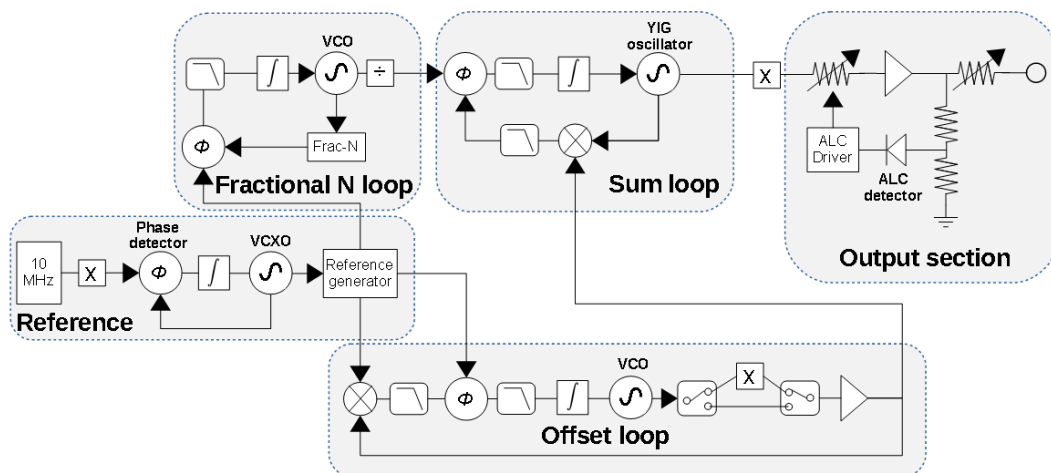 VCO
÷
ϕ
Frac-N
Fractional N loop
YIG
oscillator
ϕ
Sum loop
X
ALC
Driver
ALC
detector
Output section
Phase
detector
VCXO
10
MHz
X
ϕ
Reference
generator
Reference
VCO
ϕ
X
Offset loop